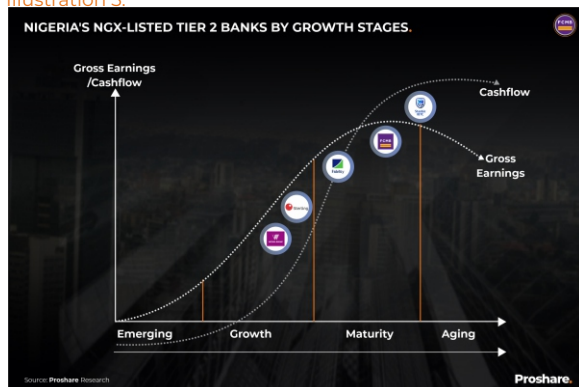 Illustration 3:
NIGERIA'S NGX-LISTED TIER 2 BANKS BY GROWTH STAGES.
FCMB
Gross Earnings
/Cashflow
Cashflow
FCMB
Fidelity
Gross
Earnings
Sterling
Emerging
Growth
Maturity
Aging
Source: Proshare Research
Proshare.